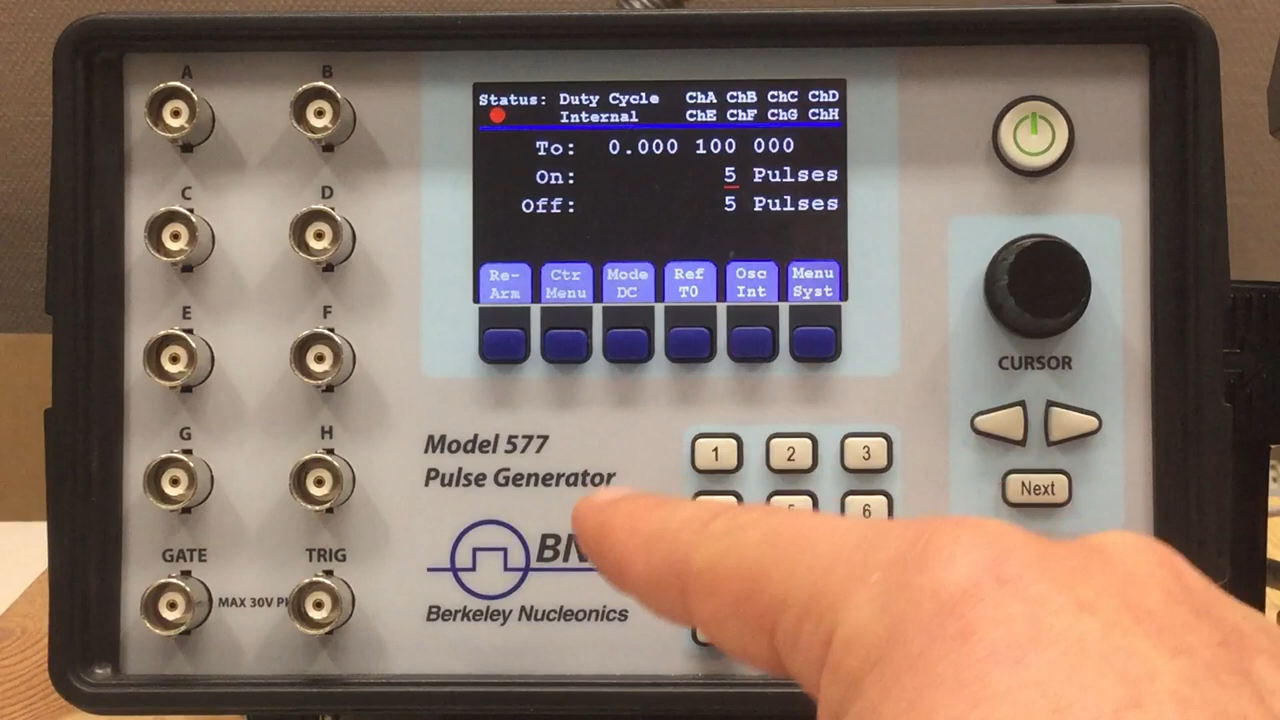 A B
C D
E F
G H
GATE TRIG
MAX 30V
Status: Duty Cycle ChA ChB ChC ChD
Internal ChE ChF ChG ChH
To: 0.000 100 000
On: 5 Pulses
Off: 5 Pulses
Re-Arm
Ctr Menu
Mode DC
Ref T0
Osc Int
Menu Syst
Model 577
Pulse Generator
Berkeley Nucleonics
1 2 3
6
CURSOR
Next